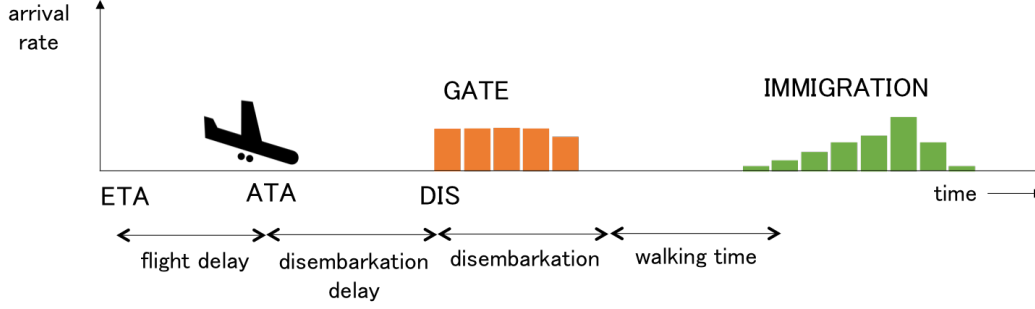 arrival
rate
GATE
IMMIGRATION
ETA
ATA
DIS
time
flight delay
disembarkation
delay
disembarkation
walking time